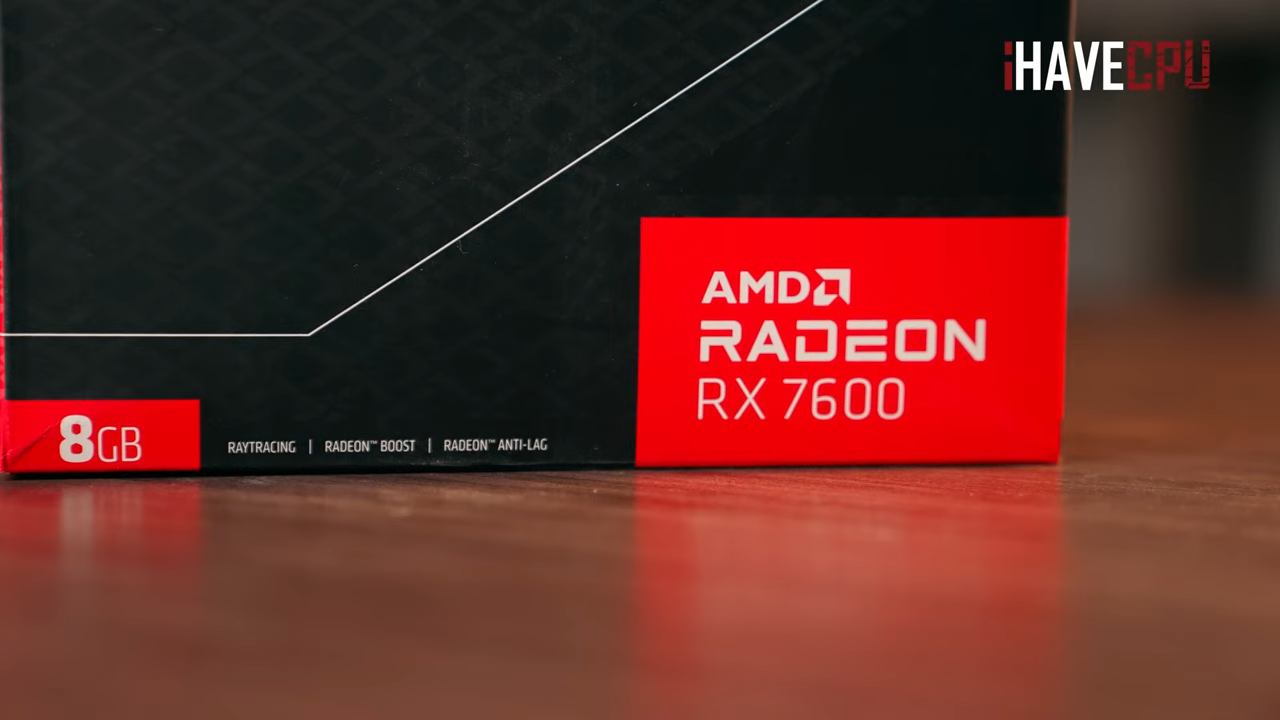 iHAVECPU
AMD
RADEON
RX 7600
8GB
RAYTRACING | RADEON™ BOOST | RADEON™ ANTI-LAG